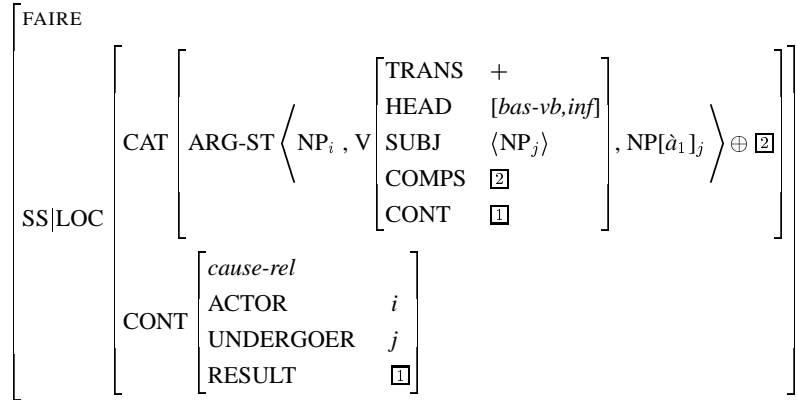 FAIRE
TRANS +
HEAD [bas-vb,inf]
CAT [ARG-ST ⟨ NP_i , V [SUBJ ⟨NP_j⟩] , NP[à_1]_j ⟩ ⊕ [2]]
COMPS [2]
CONT [1]
SS|LOC
cause-rel
ACTOR i
CONT
UNDERGOER j
RESULT [1]